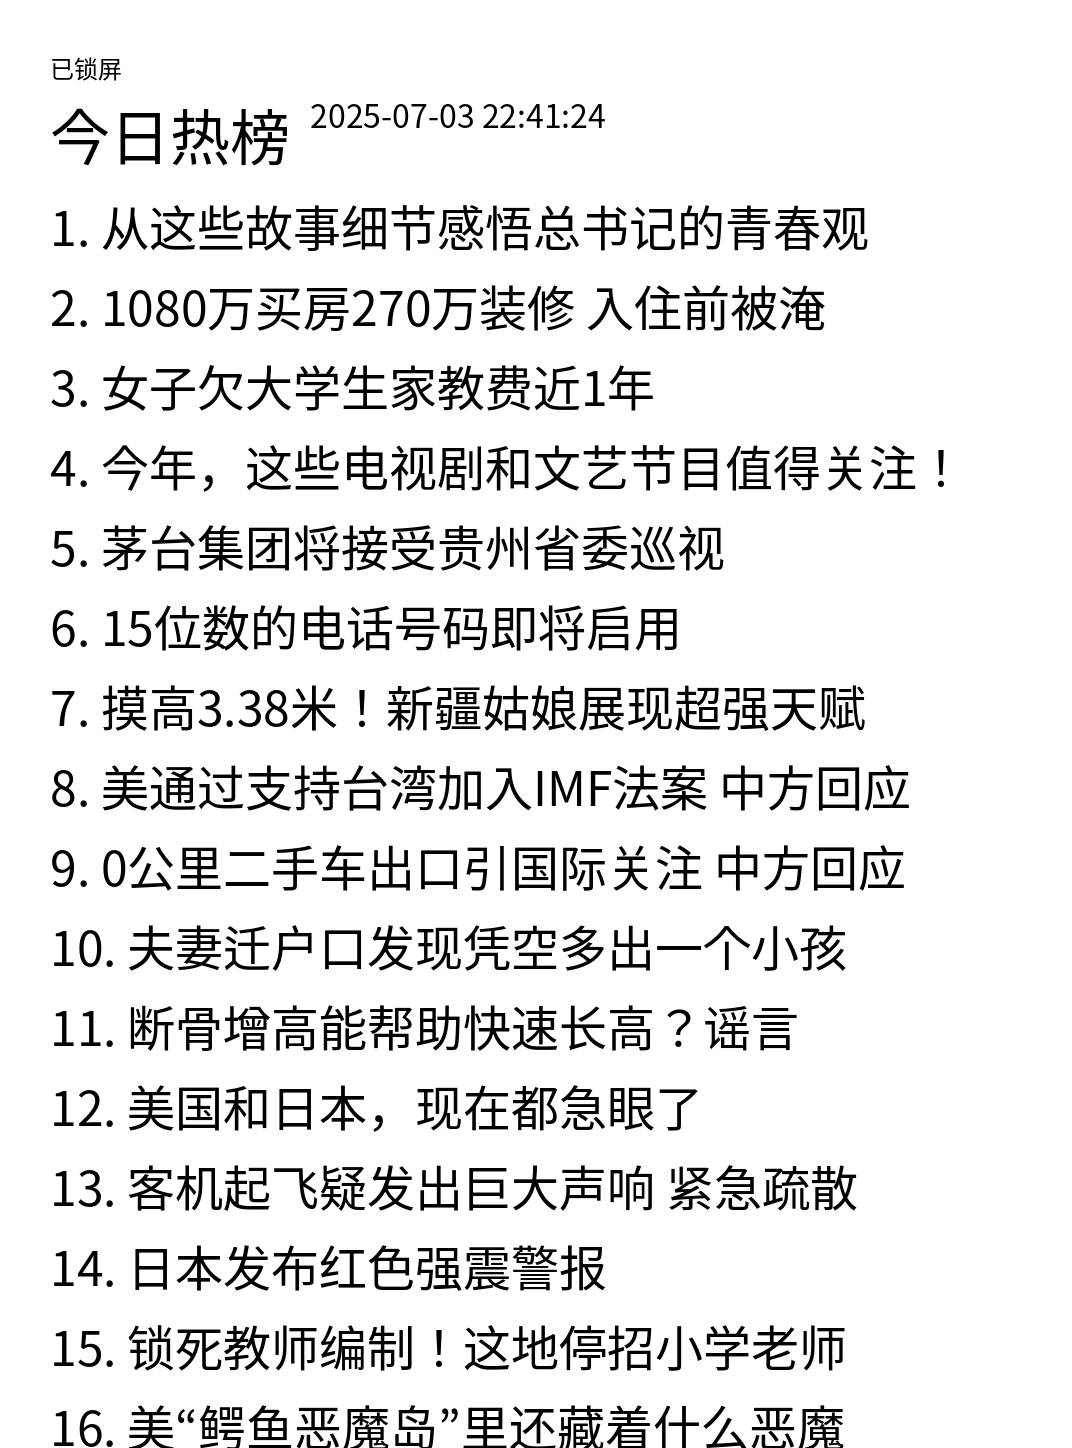 已锁屏
今日热榜 2025-07-03 22:41:24
1. 从这些故事细节感悟总书记的青春观
2. 1080万买房270万装修 入住前被淹
3. 女子欠大学生家教费近1年
4. 今年，这些电视剧和文艺节目值得关注！
5. 茅台集团将接受贵州省委巡视
6. 15位数的电话号码即将启用
7. 摸高3.38米！新疆姑娘展现超强天赋
8. 美通过支持台湾加入IMF法案 中方回应
9. 0公里二手车出口引国际关注 中方回应
10. 夫妻迁户口发现凭空多出一个小孩
11. 断骨增高能帮助快速长高？谣言
12. 美国和日本，现在都急眼了
13. 客机起飞疑发出巨大声响 紧急疏散
14. 日本发布红色强震警报
15. 锁死教师编制！这地停招小学老师
16. 美“鳄鱼恶魔岛”里还藏着什么恶魔